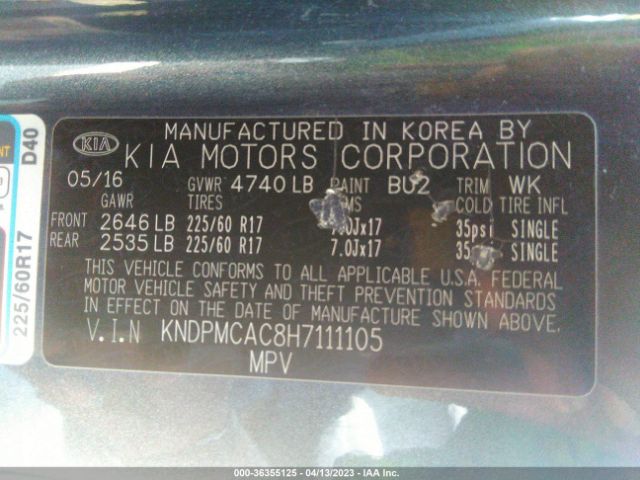 MANUFACTURED IN KOREA BY
KIA KIA MOTORS CORPORATION
05/16 GVWR 4740 LB PAINT BU2 TRIM WK
GAWR TIRES COLD TIRE INFL
FRONT 2646 LB 225/60 R17 35psi SINGLE
REAR 2535 LB 225/60 R17 7.0Jx17 SINGLE
THIS VEHICLE CONFORMS TO ALL APPLICABLE U.S.A. FEDERAL
MOTOR VEHICLE SAFETY AND THEFT PREVENTION STANDARDS
IN EFFECT ON THE DATE OF MANUFACTURE SHOWN ABOVE.
V.I.N KNDPMCAC8H7111105
MPV
D40
225/60R17
000-36355125 - 04/13/2023 - IAA Inc.